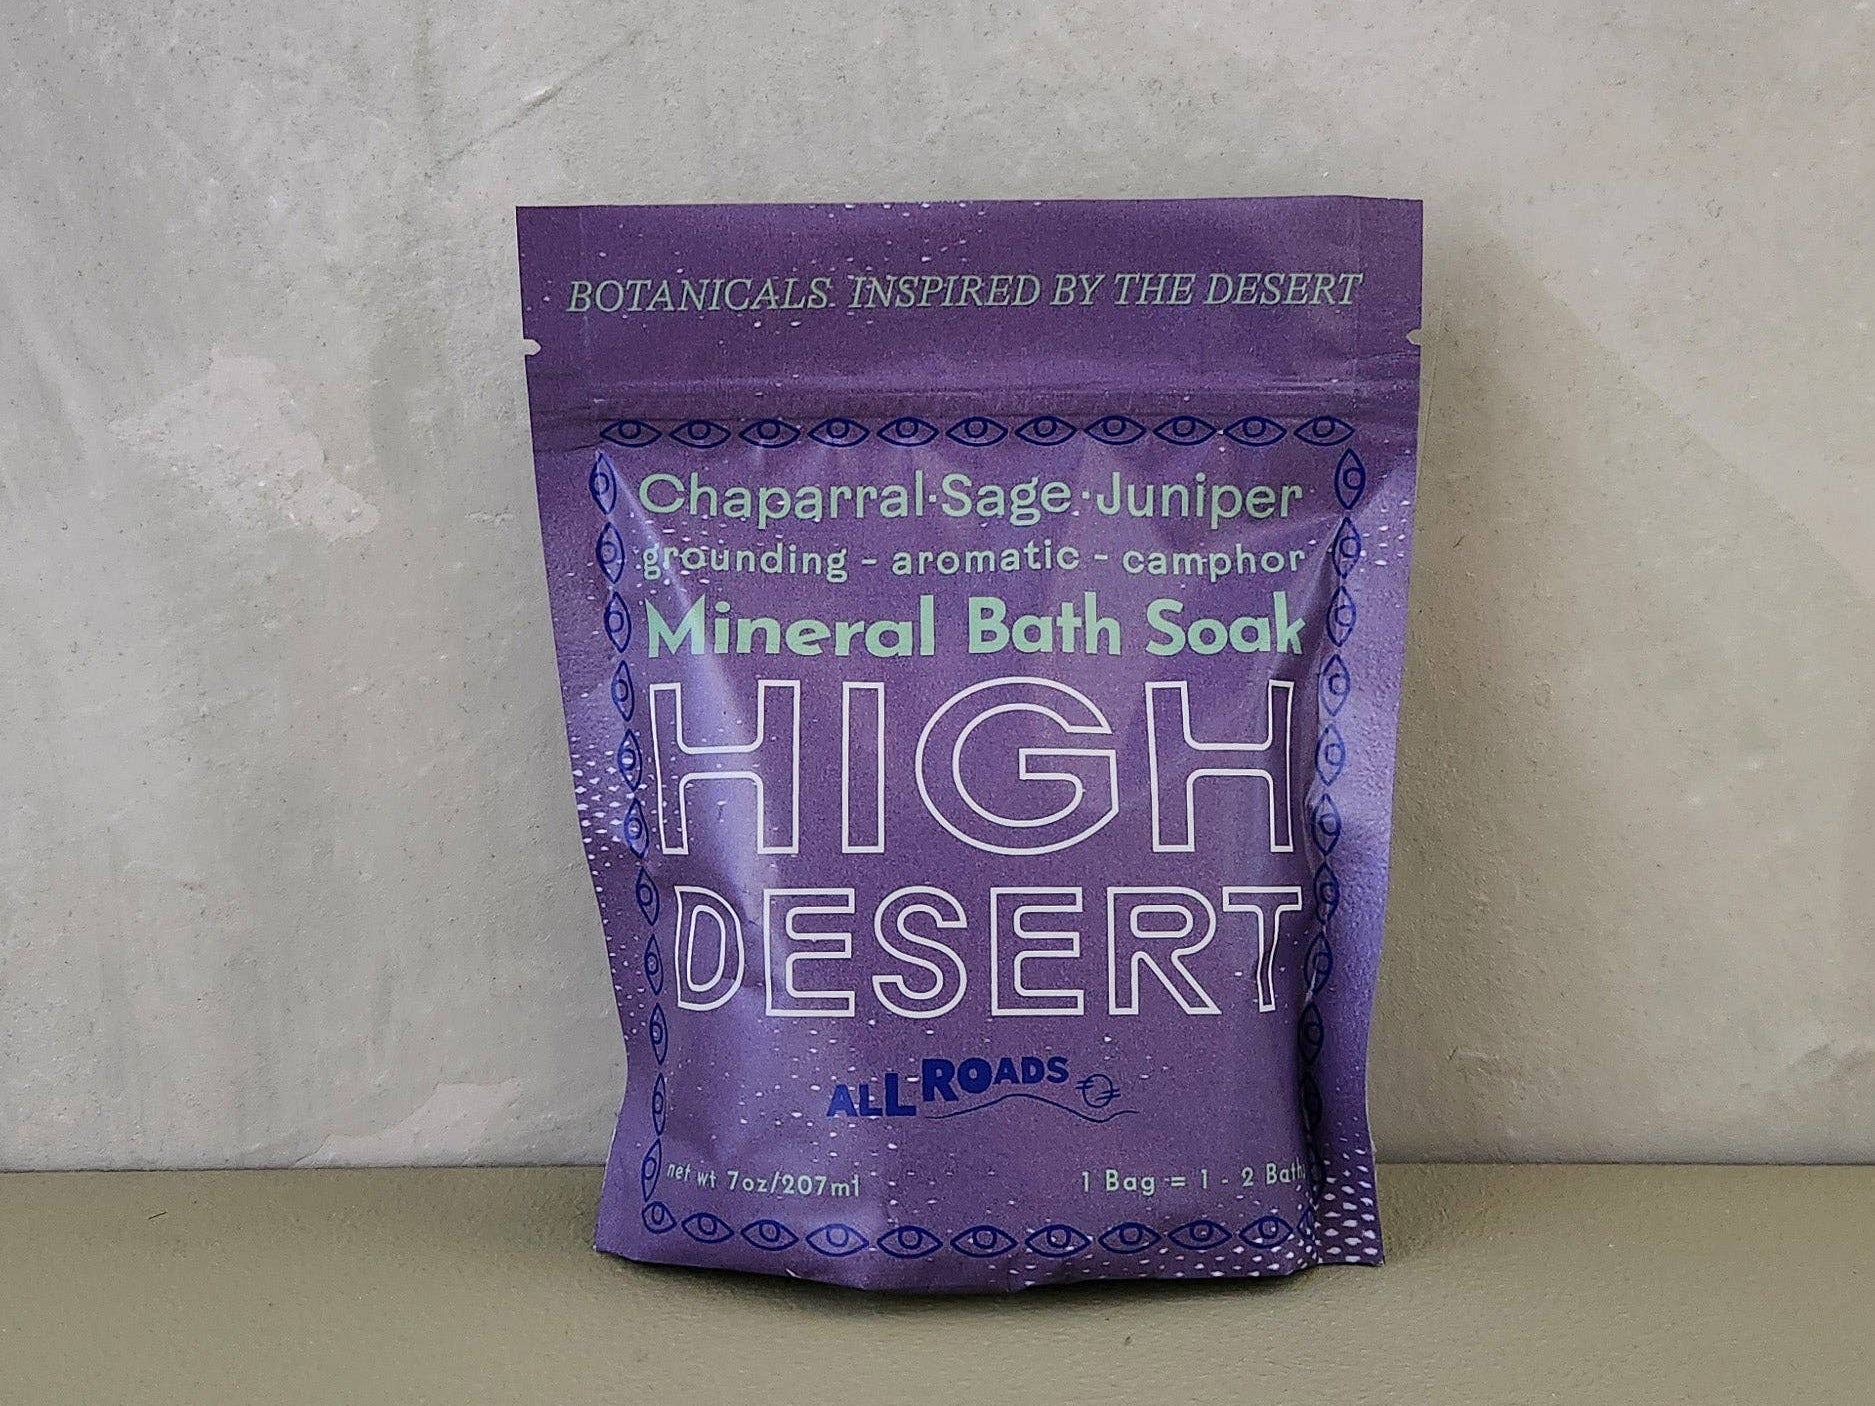 BOTANICALS INSPIRED BY THE DESERT
Chaparral·Sage·Juniper
grounding - aromatic - camphor
Mineral Bath Soak
HIGH
DESERT
ALL ROADS
net wt 7oz/207ml
1 Bag = 1 - 2 Bath